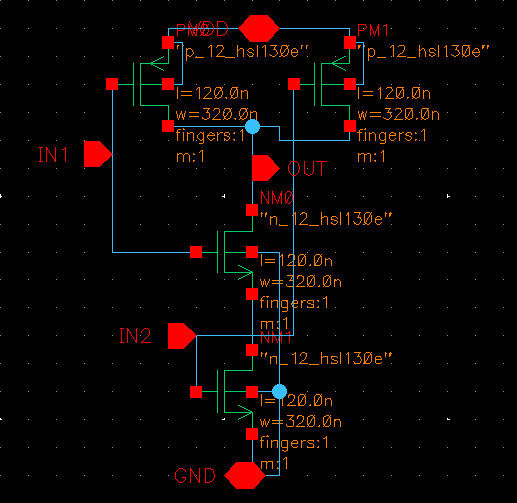 VDD
PM1
"p_12_hsl130e"
"p_12_hsl130e"
l=120.0n
w=320.0n
fingers:1
m:1
l=120.0n
w=320.0n
fingers:1
m:1
IN1
OUT
NM0
"n_12_hsl130e"
l=120.0n
w=320.0n
fingers:1
m:1
IN2
NM1
"n_12_hsl130e"
l=120.0n
w=320.0n
fingers:1
m:1
GND